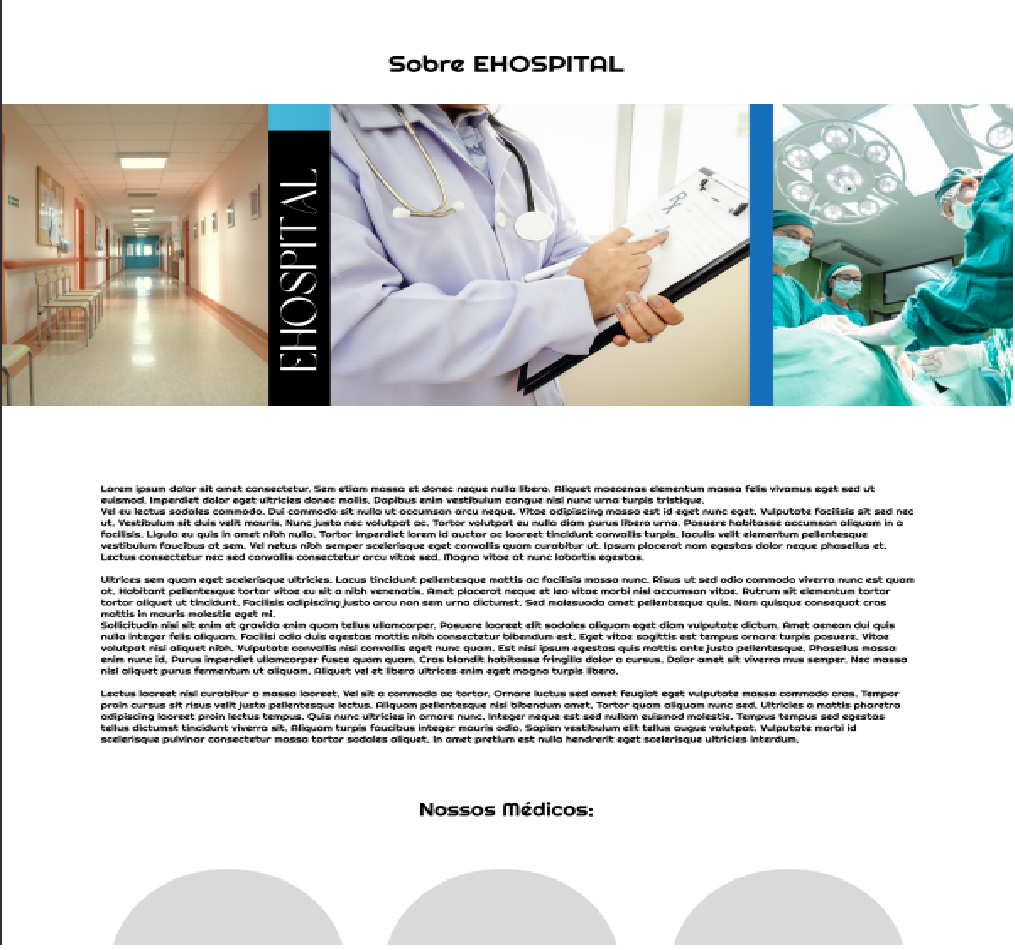 Sobre EHOSPITAL
EHOSPITAL
Lorem ipsum dolor sit amet consectetur. Sem etiam massa et donec neque nulla libero. Aliquet maecenas elementum massa felis vivamus eget sed ut
euismod. Imperdiet dolor eget ultricies donec mollis. Dapibus enim vestibulum congue nisl nunc urna turpis tristique.
Vel eu lectus sodales commodo. Dui commodo sit nulla ut accumsan arcu neque. Vitae adipiscing massa est id eget nunc eget. Vulputate facilisis sit sed nec
ut. Vestibulum sit duis velit mauris. Nunc justo nec volutpat ac. Tortor volutpat eu nulla diam purus libero urna. Posuere habitasse accumsan aliquam in a
facilisis. Ligula eu quis in amet nibh nulla. Tortor imperdiet lorem id auctor ac laoreet tincidunt convallis turpis. Iaculis velit elementum pellentesque
vestibulum faucibus at sem. Vel netus nibh semper scelerisque eget convallis quam curabitur ut. Ipsum placerat nam egestas dolor neque phasellus et.
Lectus consectetur nec sed convallis consectetur arcu vitae sed. Magna vitae at nunc lobortis egestas.
Ultrices sem quam eget scelerisque ultricies. Lacus tincidunt pellentesque mattis ac facilisis massa nunc. Risus ut sed odio commodo viverra nunc est quam
at. Habitant pellentesque tortor vitae eu sit a nibh venenatis. Amet placerat neque et leo vitae morbi nisl accumsan vitae. Rutrum sit elementum tortor
tortor aliquet ut tincidunt. Facilisis adipiscing justo arcu non sem urna dictumst. Sed malesuada amet pellentesque quis. Nam quisque consequat cras
mattis in mauris molestie eget mi.
Sollicitudin nisi sit enim et gravida enim quam tellus ullamcorper. Posuere laoreet elit sodales aliquam eget diam vulputate dictum. Amet aenean dui quis
nulla integer felis aliquam. Facilisi odio duis egestas mattis nibh consectetur bibendum est. Eget vitae sagittis est tempus ornare turpis posuere. Vitae
volutpat nisl aliquet nibh. Vulputate convallis nisl convallis eget nunc quam. Est nisl ipsum egestas quis mattis ante justo pellentesque. Phasellus massa
enim nunc id. Purus imperdiet ullamcorper fusce quam quam. Cras blandit habitasse fringilla dolor a cursus. Dolor amet sit viverra mus semper. Nec massa
nisl aliquet purus fermentum ut aliquam. Aliquet vel et libero ultrices enim eget magna turpis libero.
Lectus laoreet nisl curabitur a massa laoreet. Vel sit a commodo ac tortor. Ornare luctus sed amet feugiat eget vulputate massa commodo cras. Tempor
proin cursus sit risus velit justo pellentesque lectus. Aliquam pellentesque nisl bibendum amet. Tortor quam aliquam nunc sed. Ultricies a mattis pharetra
adipiscing laoreet proin lectus tempus. Quis nunc ultricies in ornare nunc. Integer neque est sed nullam euismod molestie. Tempus tempus sed egestas
tellus dictumst tincidunt viverra sit. Aliquam turpis faucibus integer mauris odio. Sapien vestibulum elit tellus augue volutpat. Vulputate morbi id
scelerisque pulvinar consectetur massa tortor sodales aliquet. In amet pretium est nulla hendrerit eget scelerisque ultricies interdum.
Nossos Médicos: